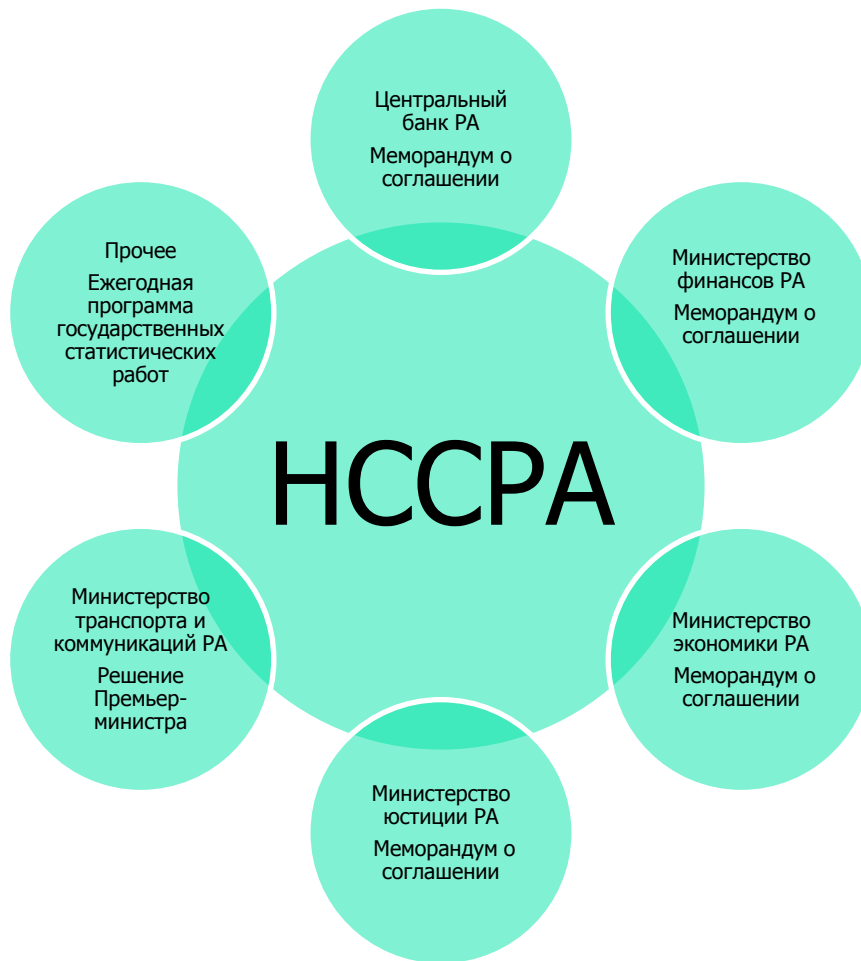 Центральный
банк РА
Меморандум о
соглашении
Министерство
финансов РА
Меморандум о
соглашении
Министерство
экономики РА
Меморандум о
соглашении
Министерство
юстиции РА
Меморандум о
соглашении
Министерство
транспорта и
коммуникаций РА
Решение
Премьер-
министра
Прочее
Ежегодная
программа
государственных
статистических
работ
НССРА